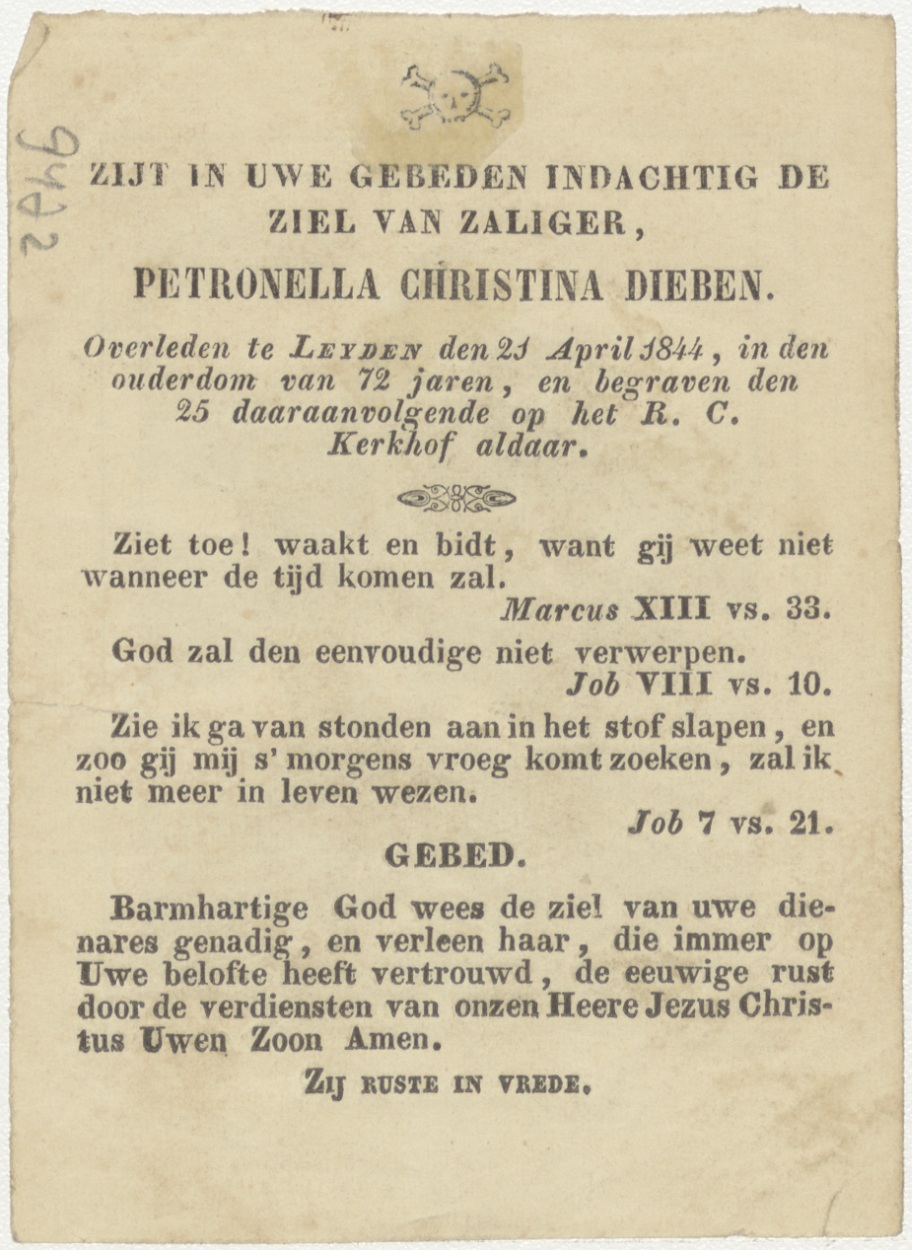 9472
ZIJT IN UWE GEBEDEN INDACHTIG DE
ZIEL VAN ZALIGER,
PETRONELLA CHRISTINA DIEBEN.
Overleden te LEYDEN den 21 April 1844, in den
ouderdom van 72 jaren, en begraven den
25 daaraanvolgende op het R. C.
Kerkhof aldaar.
Ziet toe! waakt en bidt, want gij weet niet
wanneer de tijd komen zal.
Marcus XIII vs. 33.
God zal den eenvoudige niet verwerpen.
Job VIII vs. 10.
Zie ik ga van stonden aan in het stof slapen, en
zoo gij mij s' morgens vroeg komt zoeken, zal ik
niet meer in leven wezen.
Job 7 vs. 21.
GEBED.
Barmhartige God wees de ziel van uwe die-
nares genadig, en verleen haar, die immer op
Uwe belofte heeft vertrouwd, de eeuwige rust
door de verdiensten van onzen Heere Jezus Chris-
tus Uwen Zoon Amen.
ZIJ RUSTE IN VREDE.